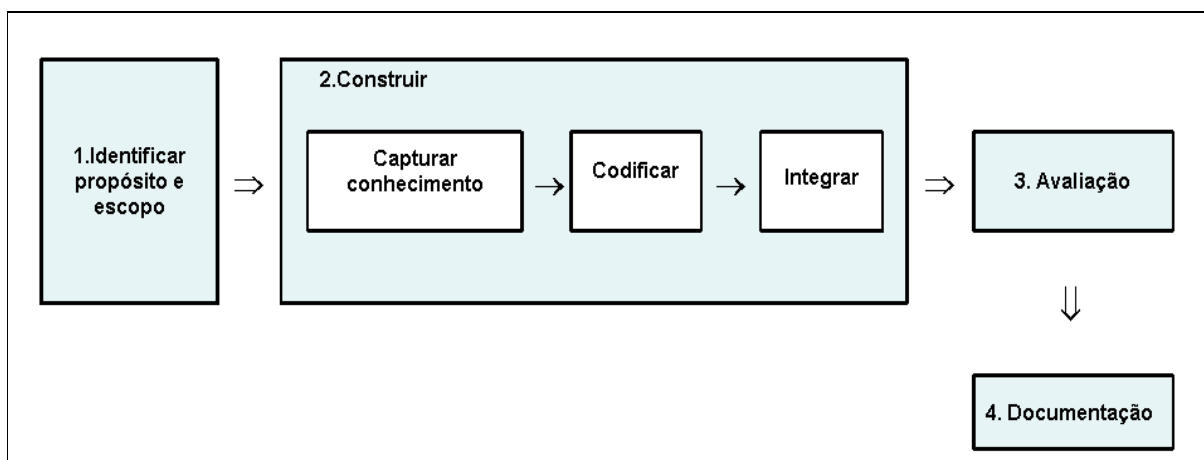 1.Identificar
propósito e
escopo
2.Construir
Capturar
conhecimento
Codificar
Integrar
3. Avaliação
4. Documentação